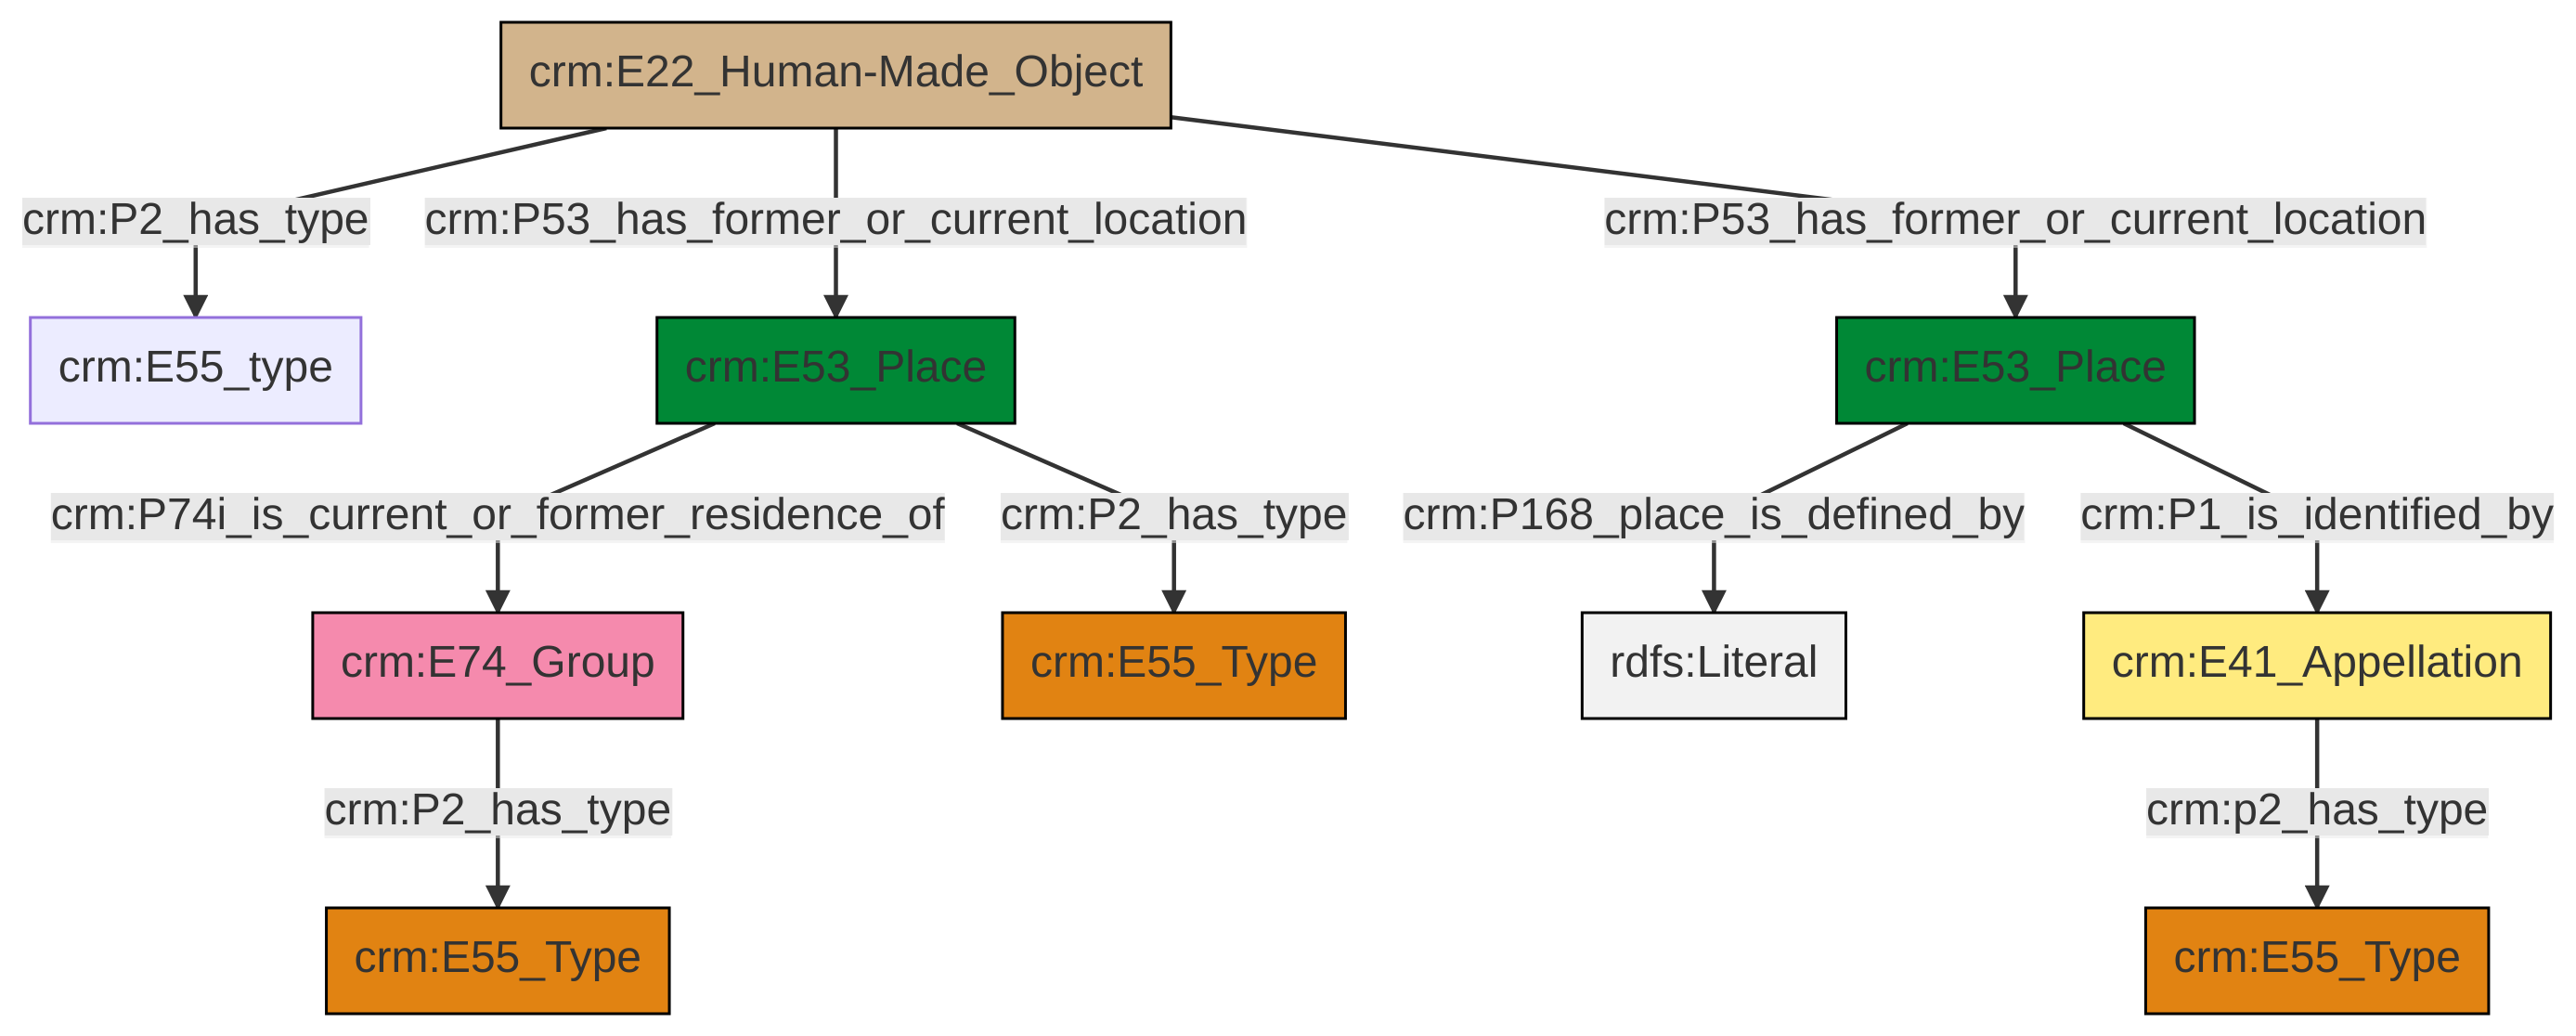 crm:E22_Human-Made_Object
crm:P2_has_type
crm:P53_has_former_or_current_location
crm:P53_has_former_or_current_location
crm:E55_type
crm:E53_Place
crm:E53_Place
crm:P74i_is_current_or_former_residence_of
crm:P2_has_type
crm:P168_place_is_defined_by
crm:P1_is_identified_by
crm:E74_Group
crm:E55_Type
rdfs:Literal
crm:E41_Appellation
crm:P2_has_type
crm:p2_has_type
crm:E55_Type
crm:E55_Type